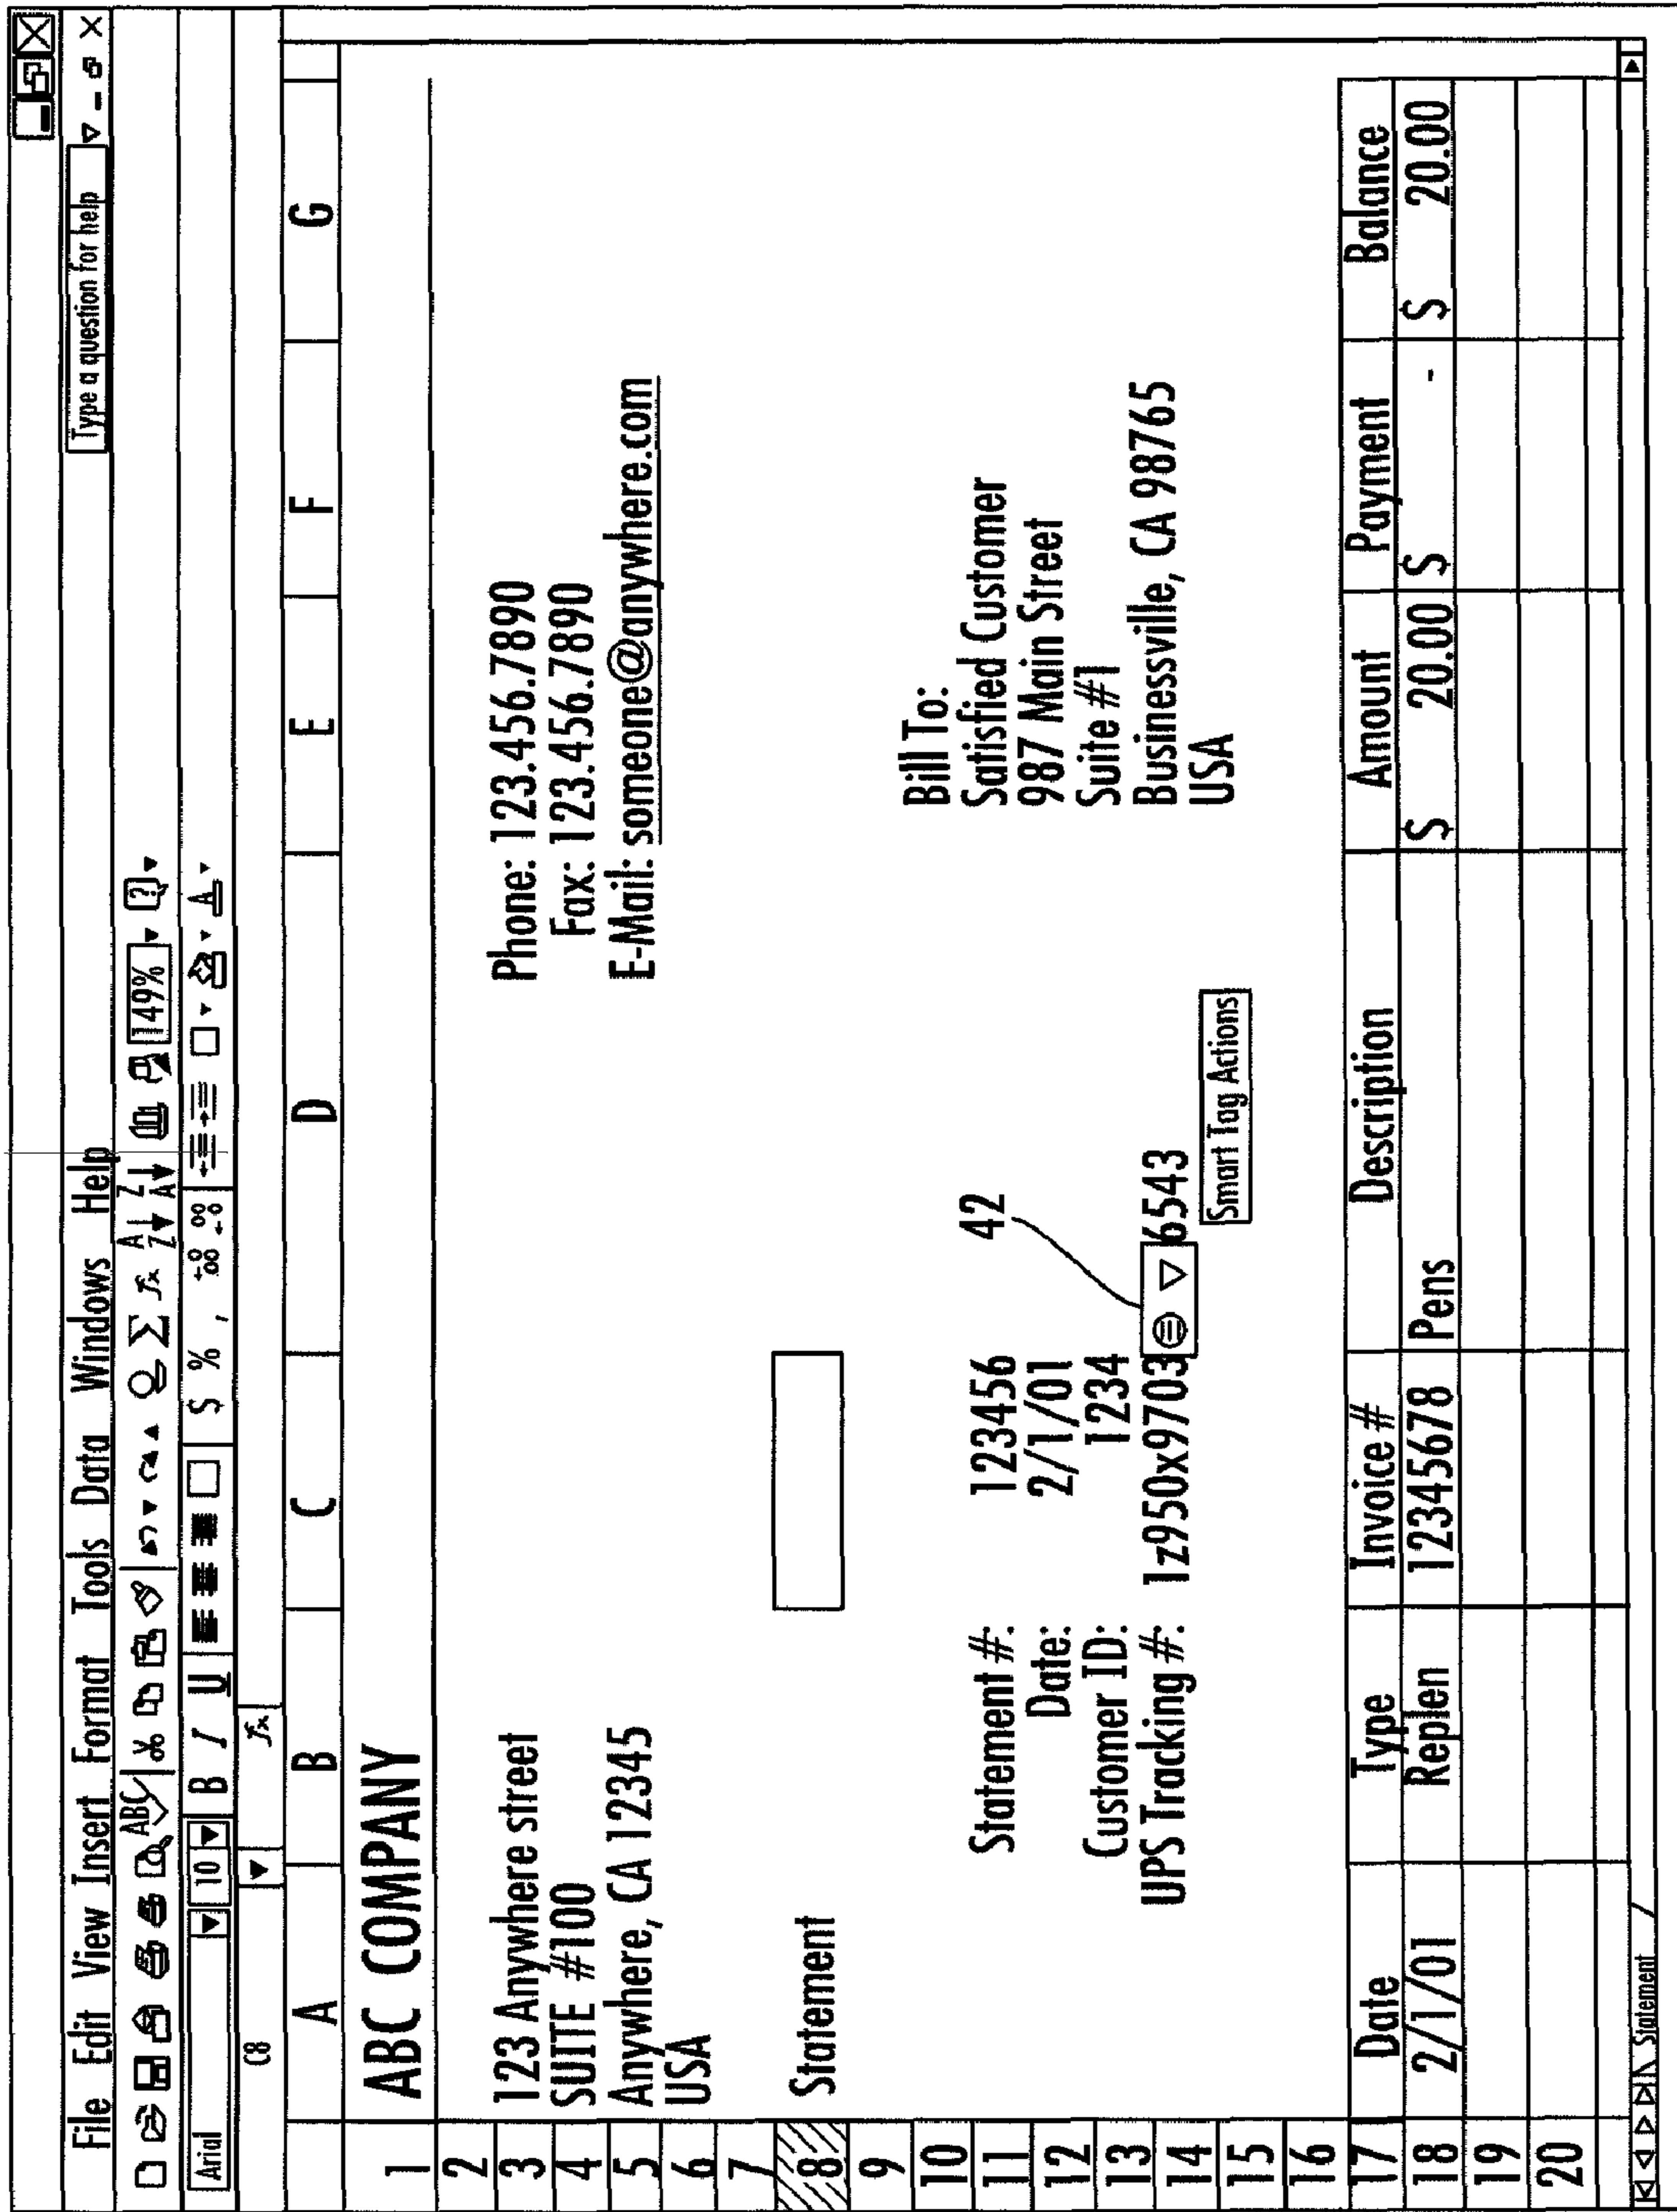 File Edit View Insert Format Tools Data Windows Help Type a question for help
ABC 149%
Arial 10 B I U $ % ,
C8 fx
A B C D E F G
1 ABC COMPANY
2
3 123 Anywhere street Phone: 123.456.7890
4 SUITE #100 Fax: 123.456.7890
5 Anywhere, CA 12345 E-Mail: someone@anywhere.com
6 USA
7
8 Statement
9
10 Bill To:
11 Statement #: 123456 42 Satisfied Customer
12 Date: 2/1/01 987 Main Street
13 Customer ID: 1234 Suite #1
14 UPS Tracking #: 1z950x9703 6543 Businessville, CA 98765
15 Smart Tag Actions USA
16
17 Date Type Invoice # Description Amount Payment Balance
18 2/1/01 Replen 12345678 Pens $ 20.00 $ - $ 20.00
19
20
Statement